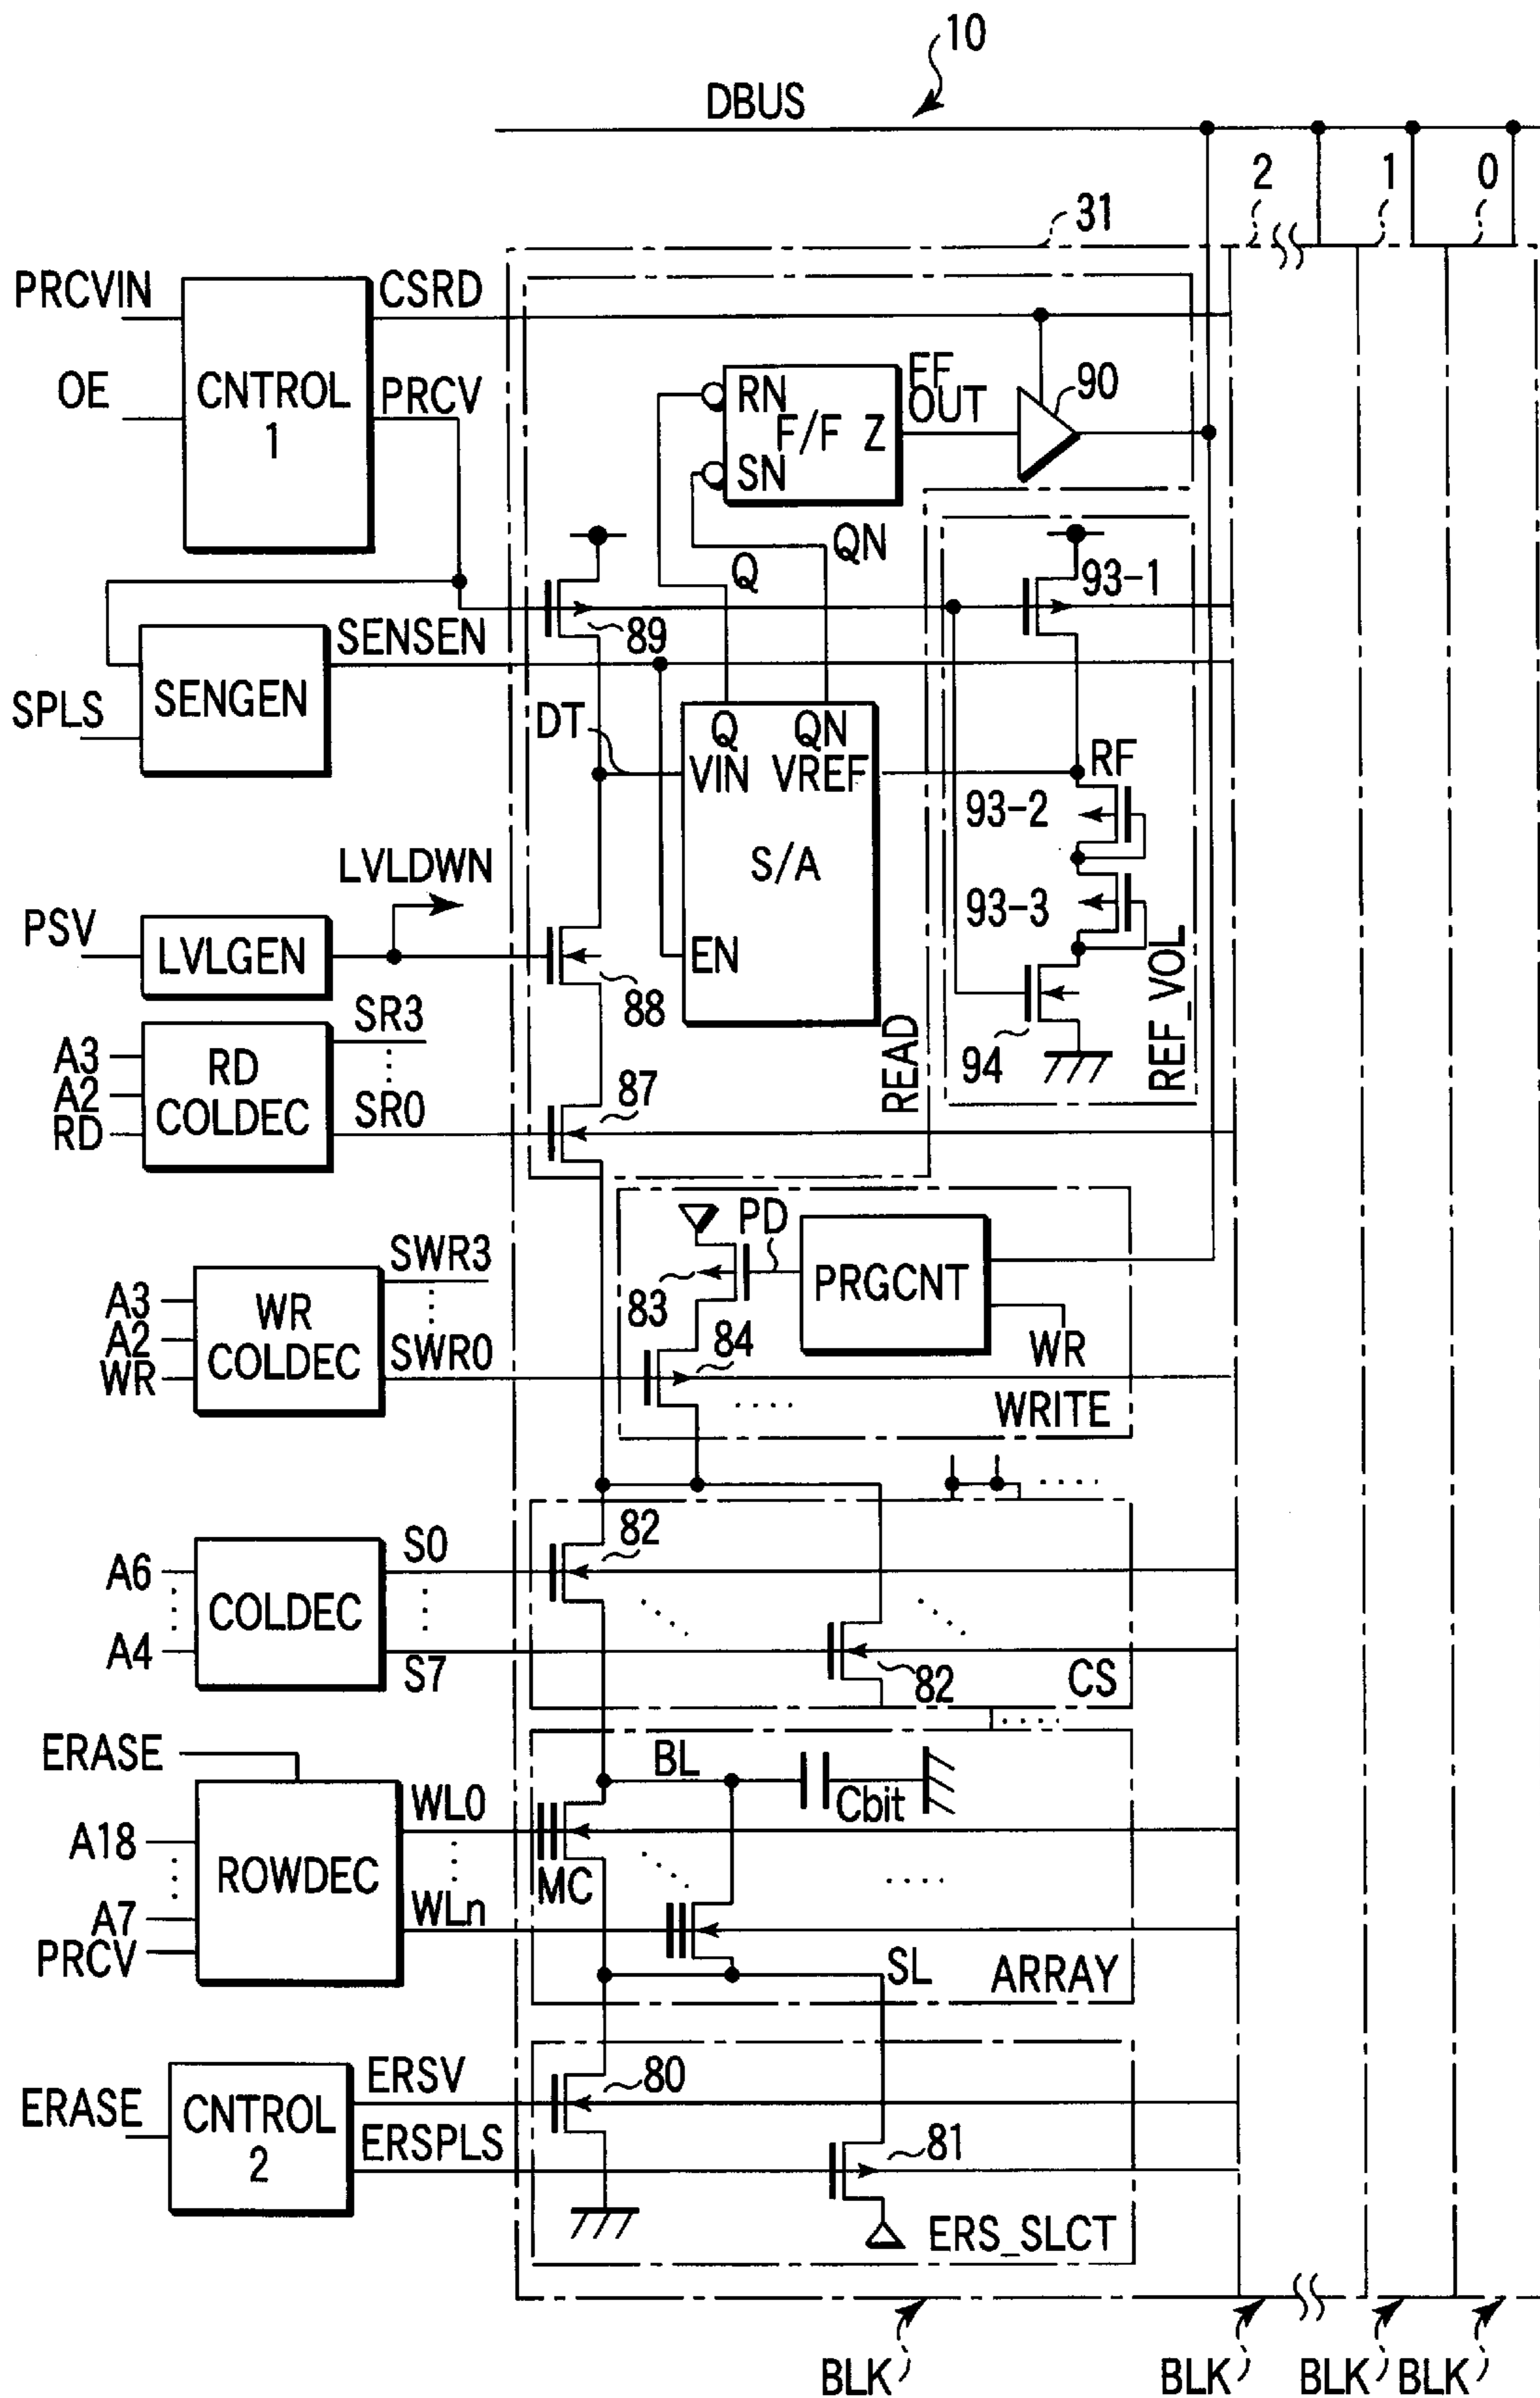 10
DBUS
2
1
0
31
PRCVIN
CSRD
OE
CNTROL
1
PRCV
RN
F/F Z
SN
FF
OUT
90
Q
QN
93-1
89
SENSEN
SENGEN
SPLS
DT
Q
QN
VIN
VREF
RF
93-2
S/A
LVLDWN
PSV
LVLGEN
93-3
EN
88
94
READ
REF_VOL
SR3
A3
A2
RD
RD
COLDEC
SR0
87
PD
PRGCNT
SWR3
83
A3
A2
WR
WR
COLDEC
SWR0
84
WR
WRITE
82
A6
S0
COLDEC
A4
S7
82
CS
ERASE
BL
Cbit
WL0
A18
ROWDEC
MC
A7
WLn
PRCV
SL
ARRAY
ERSV
80
ERASE
CNTROL
2
ERSPLS
81
ERS_SLCT
BLK
BLK
BLK
BLK